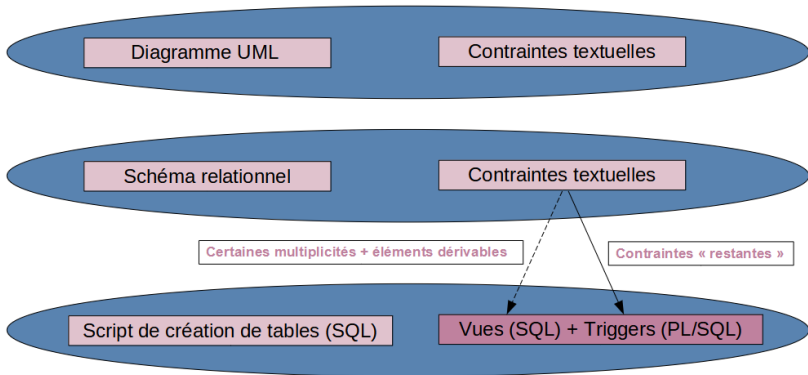 Diagramme UML
Contraintes textuelles
Schéma relationnel
Contraintes textuelles
Certaines multiplicités + éléments dérivables
Contraintes « restantes »
Script de création de tables (SQL)
Vues (SQL) + Triggers (PL/SQL)